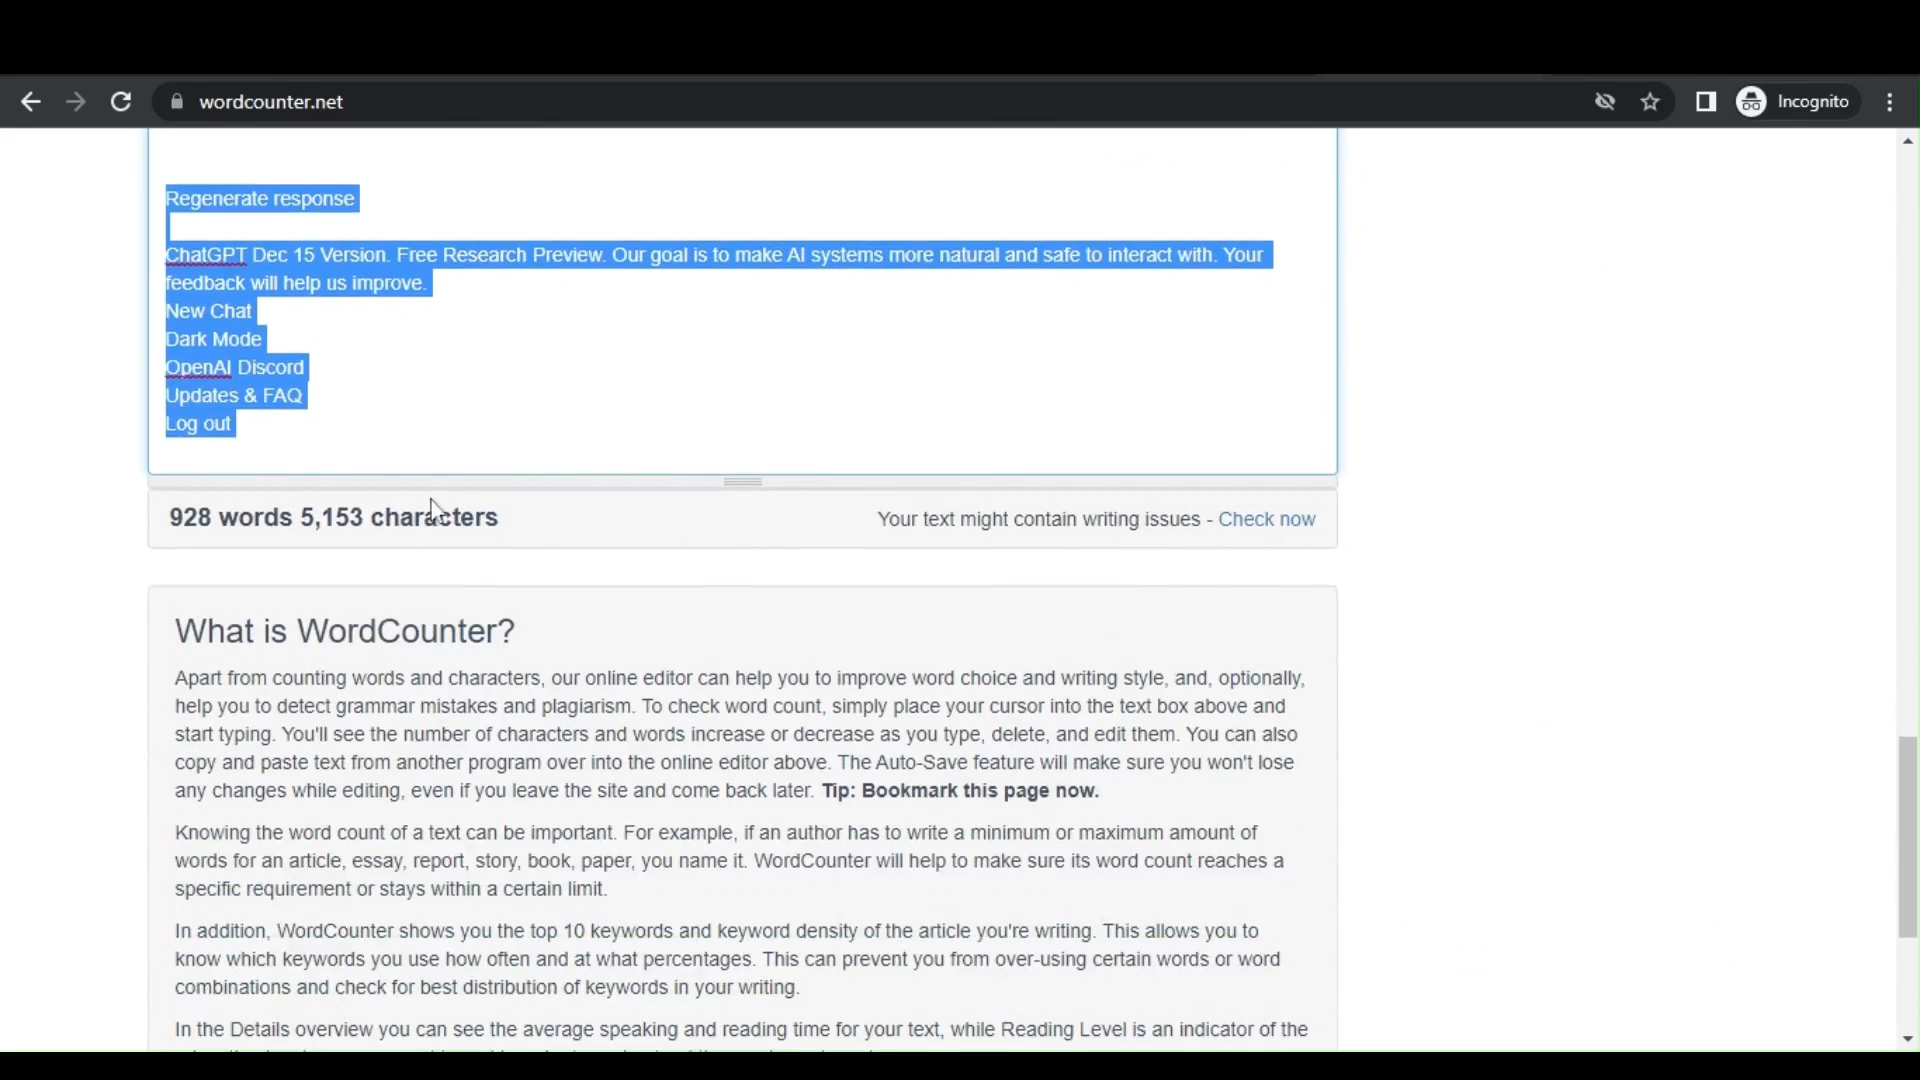 wordcounter.net
Incognito
Regenerate response
ChatGPT Dec 15 Version. Free Research Preview. Our goal is to make AI systems more natural and safe to interact with. Your
feedback will help us improve.
New Chat
Dark Mode
OpenAI Discord
Updates & FAQ
Log out
928 words 5,153 characters
Your text might contain writing issues - Check now
What is WordCounter?
Apart from counting words and characters, our online editor can help you to improve word choice and writing style, and, optionally,
help you to detect grammar mistakes and plagiarism. To check word count, simply place your cursor into the text box above and
start typing. You'll see the number of characters and words increase or decrease as you type, delete, and edit them. You can also
copy and paste text from another program over into the online editor above. The Auto-Save feature will make sure you won't lose
any changes while editing, even if you leave the site and come back later. Tip: Bookmark this page now.
Knowing the word count of a text can be important. For example, if an author has to write a minimum or maximum amount of
words for an article, essay, report, story, book, paper, you name it. WordCounter will help to make sure its word count reaches a
specific requirement or stays within a certain limit.
In addition, WordCounter shows you the top 10 keywords and keyword density of the article you're writing. This allows you to
know which keywords you use how often and at what percentages. This can prevent you from over-using certain words or word
combinations and check for best distribution of keywords in your writing.
In the Details overview you can see the average speaking and reading time for your text, while Reading Level is an indicator of the